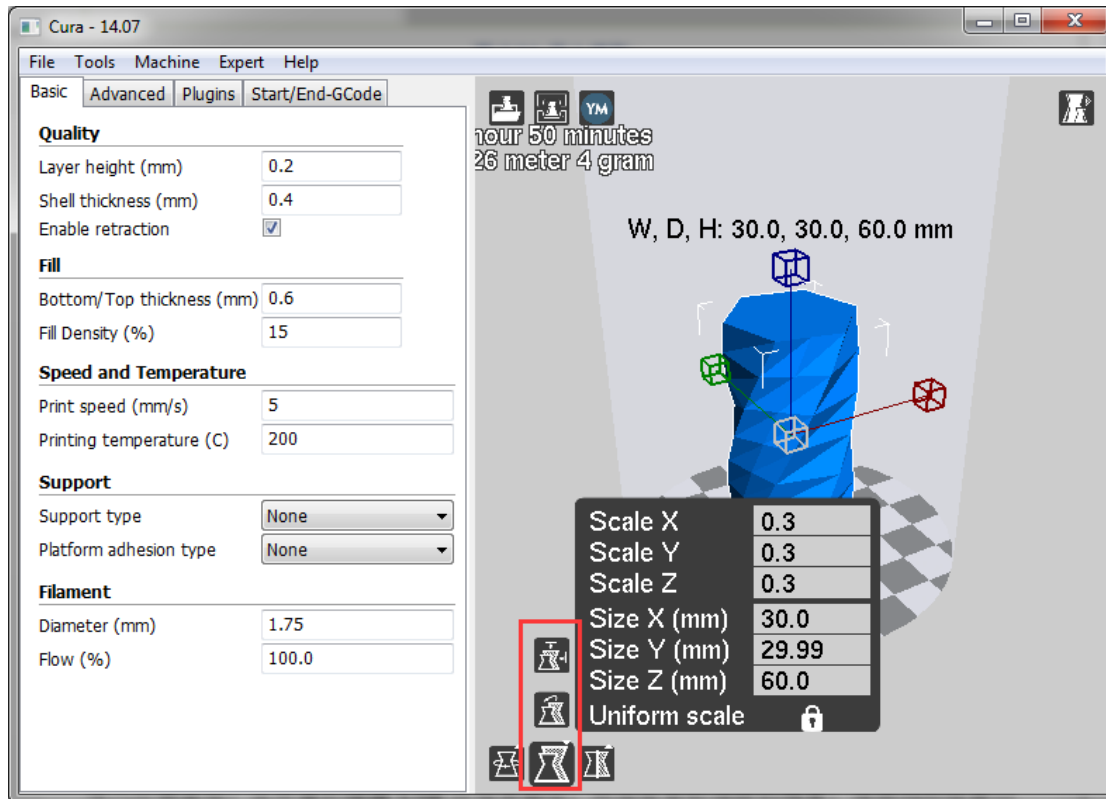 Cura - 14.07
File Tools Machine Expert Help
Basic Advanced Plugins Start/End-GCode
Quality
Layer height (mm) 0.2
Shell thickness (mm) 0.4
Enable retraction
Fill
Bottom/Top thickness (mm) 0.6
Fill Density (%) 15
Speed and Temperature
Print speed (mm/s) 5
Printing temperature (C) 200
Support
Support type None
Platform adhesion type None
Filament
Diameter (mm) 1.75
Flow (%) 100.0
YM
hour 50 minutes
26 meter 4 gram
W, D, H: 30.0, 30.0, 60.0 mm
Scale X 0.3
Scale Y 0.3
Scale Z 0.3
Size X (mm) 30.0
Size Y (mm) 29.99
Size Z (mm) 60.0
Uniform scale